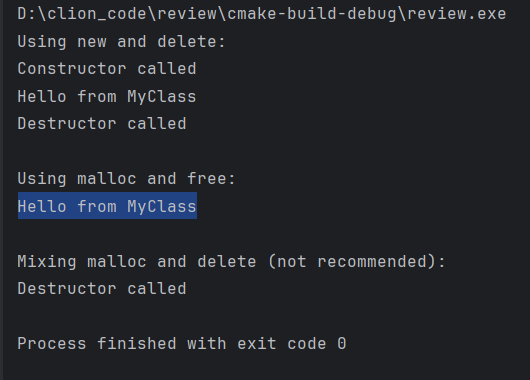 D:\clion_code\review\cmake-build-debug\review.exe
Using new and delete:
Constructor called
Hello from MyClass
Destructor called
Using malloc and free:
Hello from MyClass
Mixing malloc and delete (not recommended):
Destructor called
Process finished with exit code 0